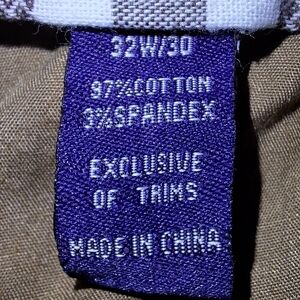 32W/30
97%COTTON
3%SPANDEX
EXCLUSIVE
OF TRIMS
MADE IN CHINA